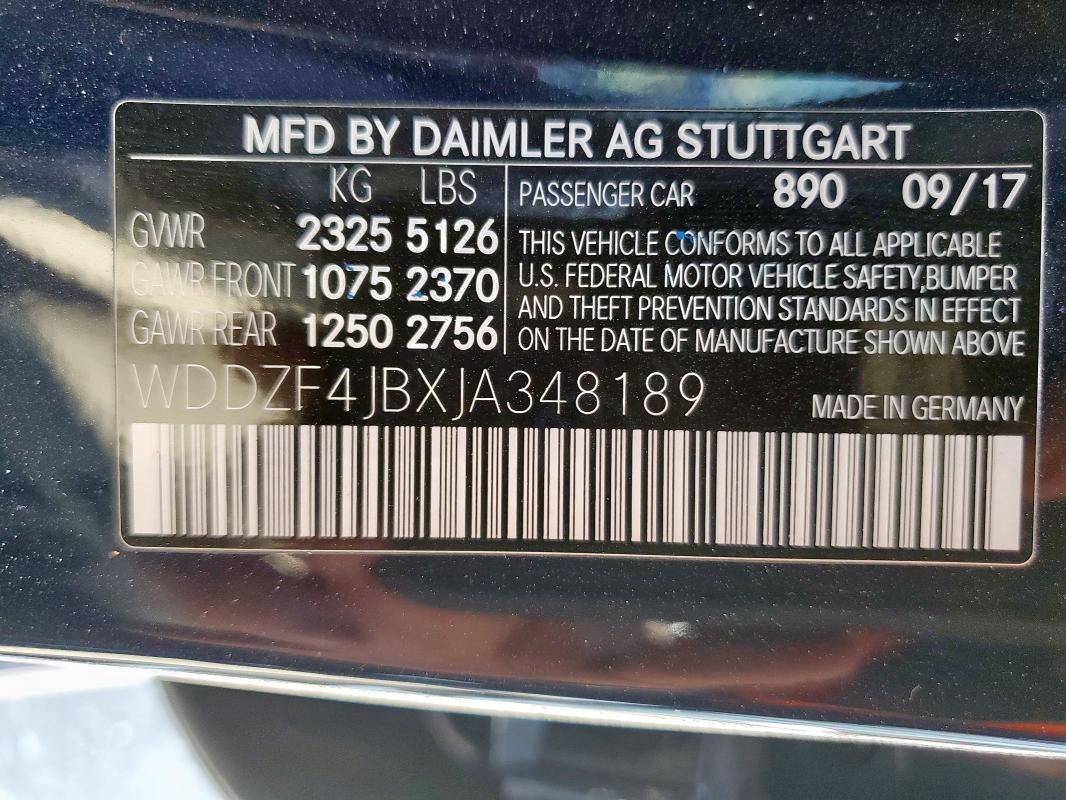 MFD BY DAIMLER AG STUTTGART
KG LBS
GVWR 2325 5126
GAWR FRONT 1075 2370
GAWR REAR 1250 2756
PASSENGER CAR 890 09/17
THIS VEHICLE CONFORMS TO ALL APPLICABLE
U.S. FEDERAL MOTOR VEHICLE SAFETY,BUMPER
AND THEFT PREVENTION STANDARDS IN EFFECT
ON THE DATE OF MANUFACTURE SHOWN ABOVE
WDDZF4JBXJA348189
MADE IN GERMANY